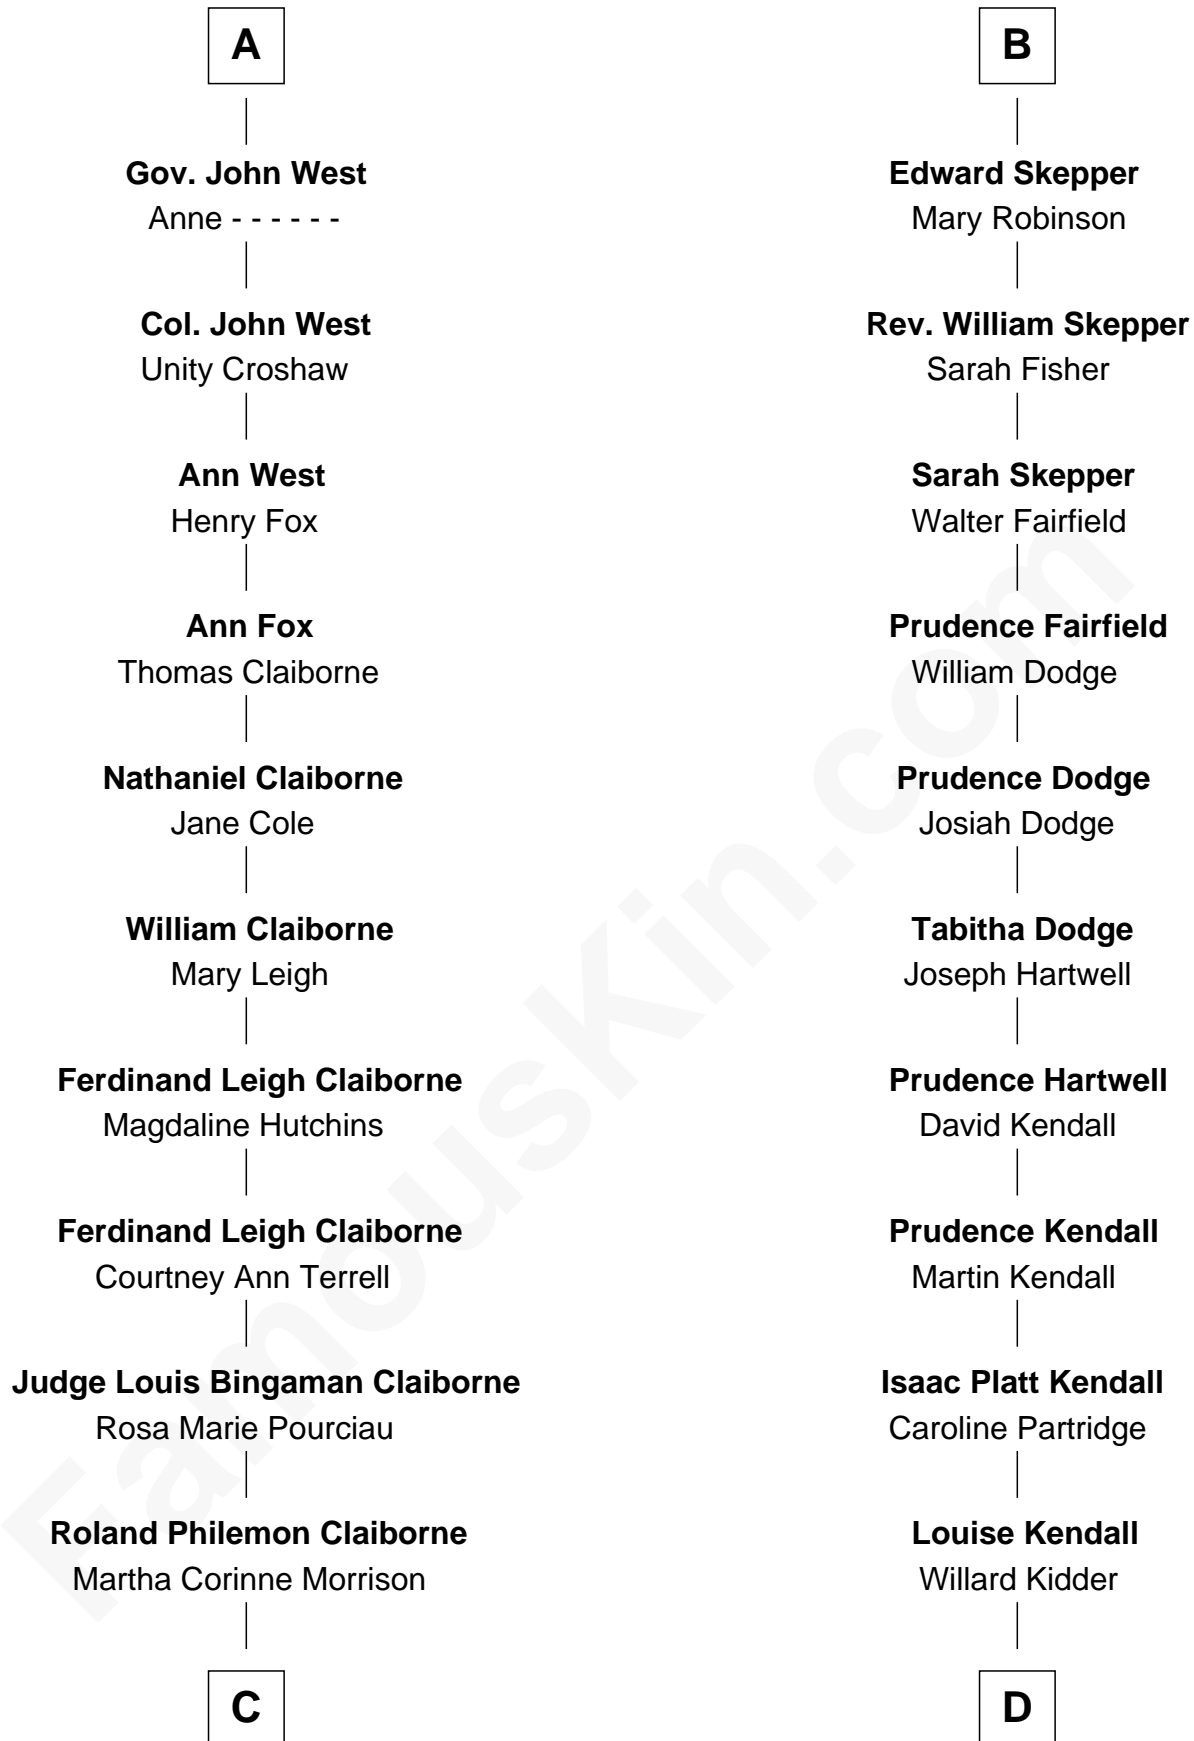 A
Gov. John West
Anne - - - - - -
Col. John West
Unity Croshaw
Ann West
Henry Fox
Ann Fox
Thomas Claiborne
Nathaniel Claiborne
Jane Cole
William Claiborne
Mary Leigh
Ferdinand Leigh Claiborne
Magdaline Hutchins
Ferdinand Leigh Claiborne
Courtney Ann Terrell
Judge Louis Bingaman Claiborne
Rosa Marie Pourciau
Roland Philemon Claiborne
Martha Corinne Morrison
C
B
Edward Skepper
Mary Robinson
Rev. William Skepper
Sarah Fisher
Sarah Skepper
Walter Fairfield
Prudence Fairfield
William Dodge
Prudence Dodge
Josiah Dodge
Tabitha Dodge
Joseph Hartwell
Prudence Hartwell
David Kendall
Prudence Kendall
Martin Kendall
Isaac Platt Kendall
Caroline Partridge
Louise Kendall
Willard Kidder
D
FamousKin.com